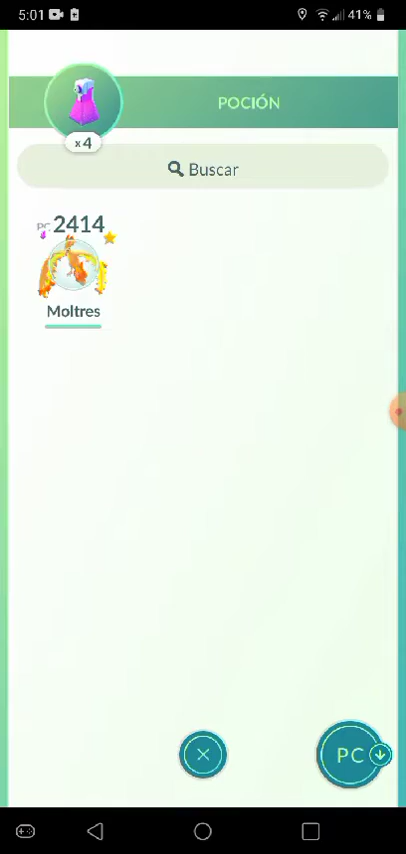 5:01 41%
POCIÓN
x4
Buscar
PC 2414
Moltres
PC